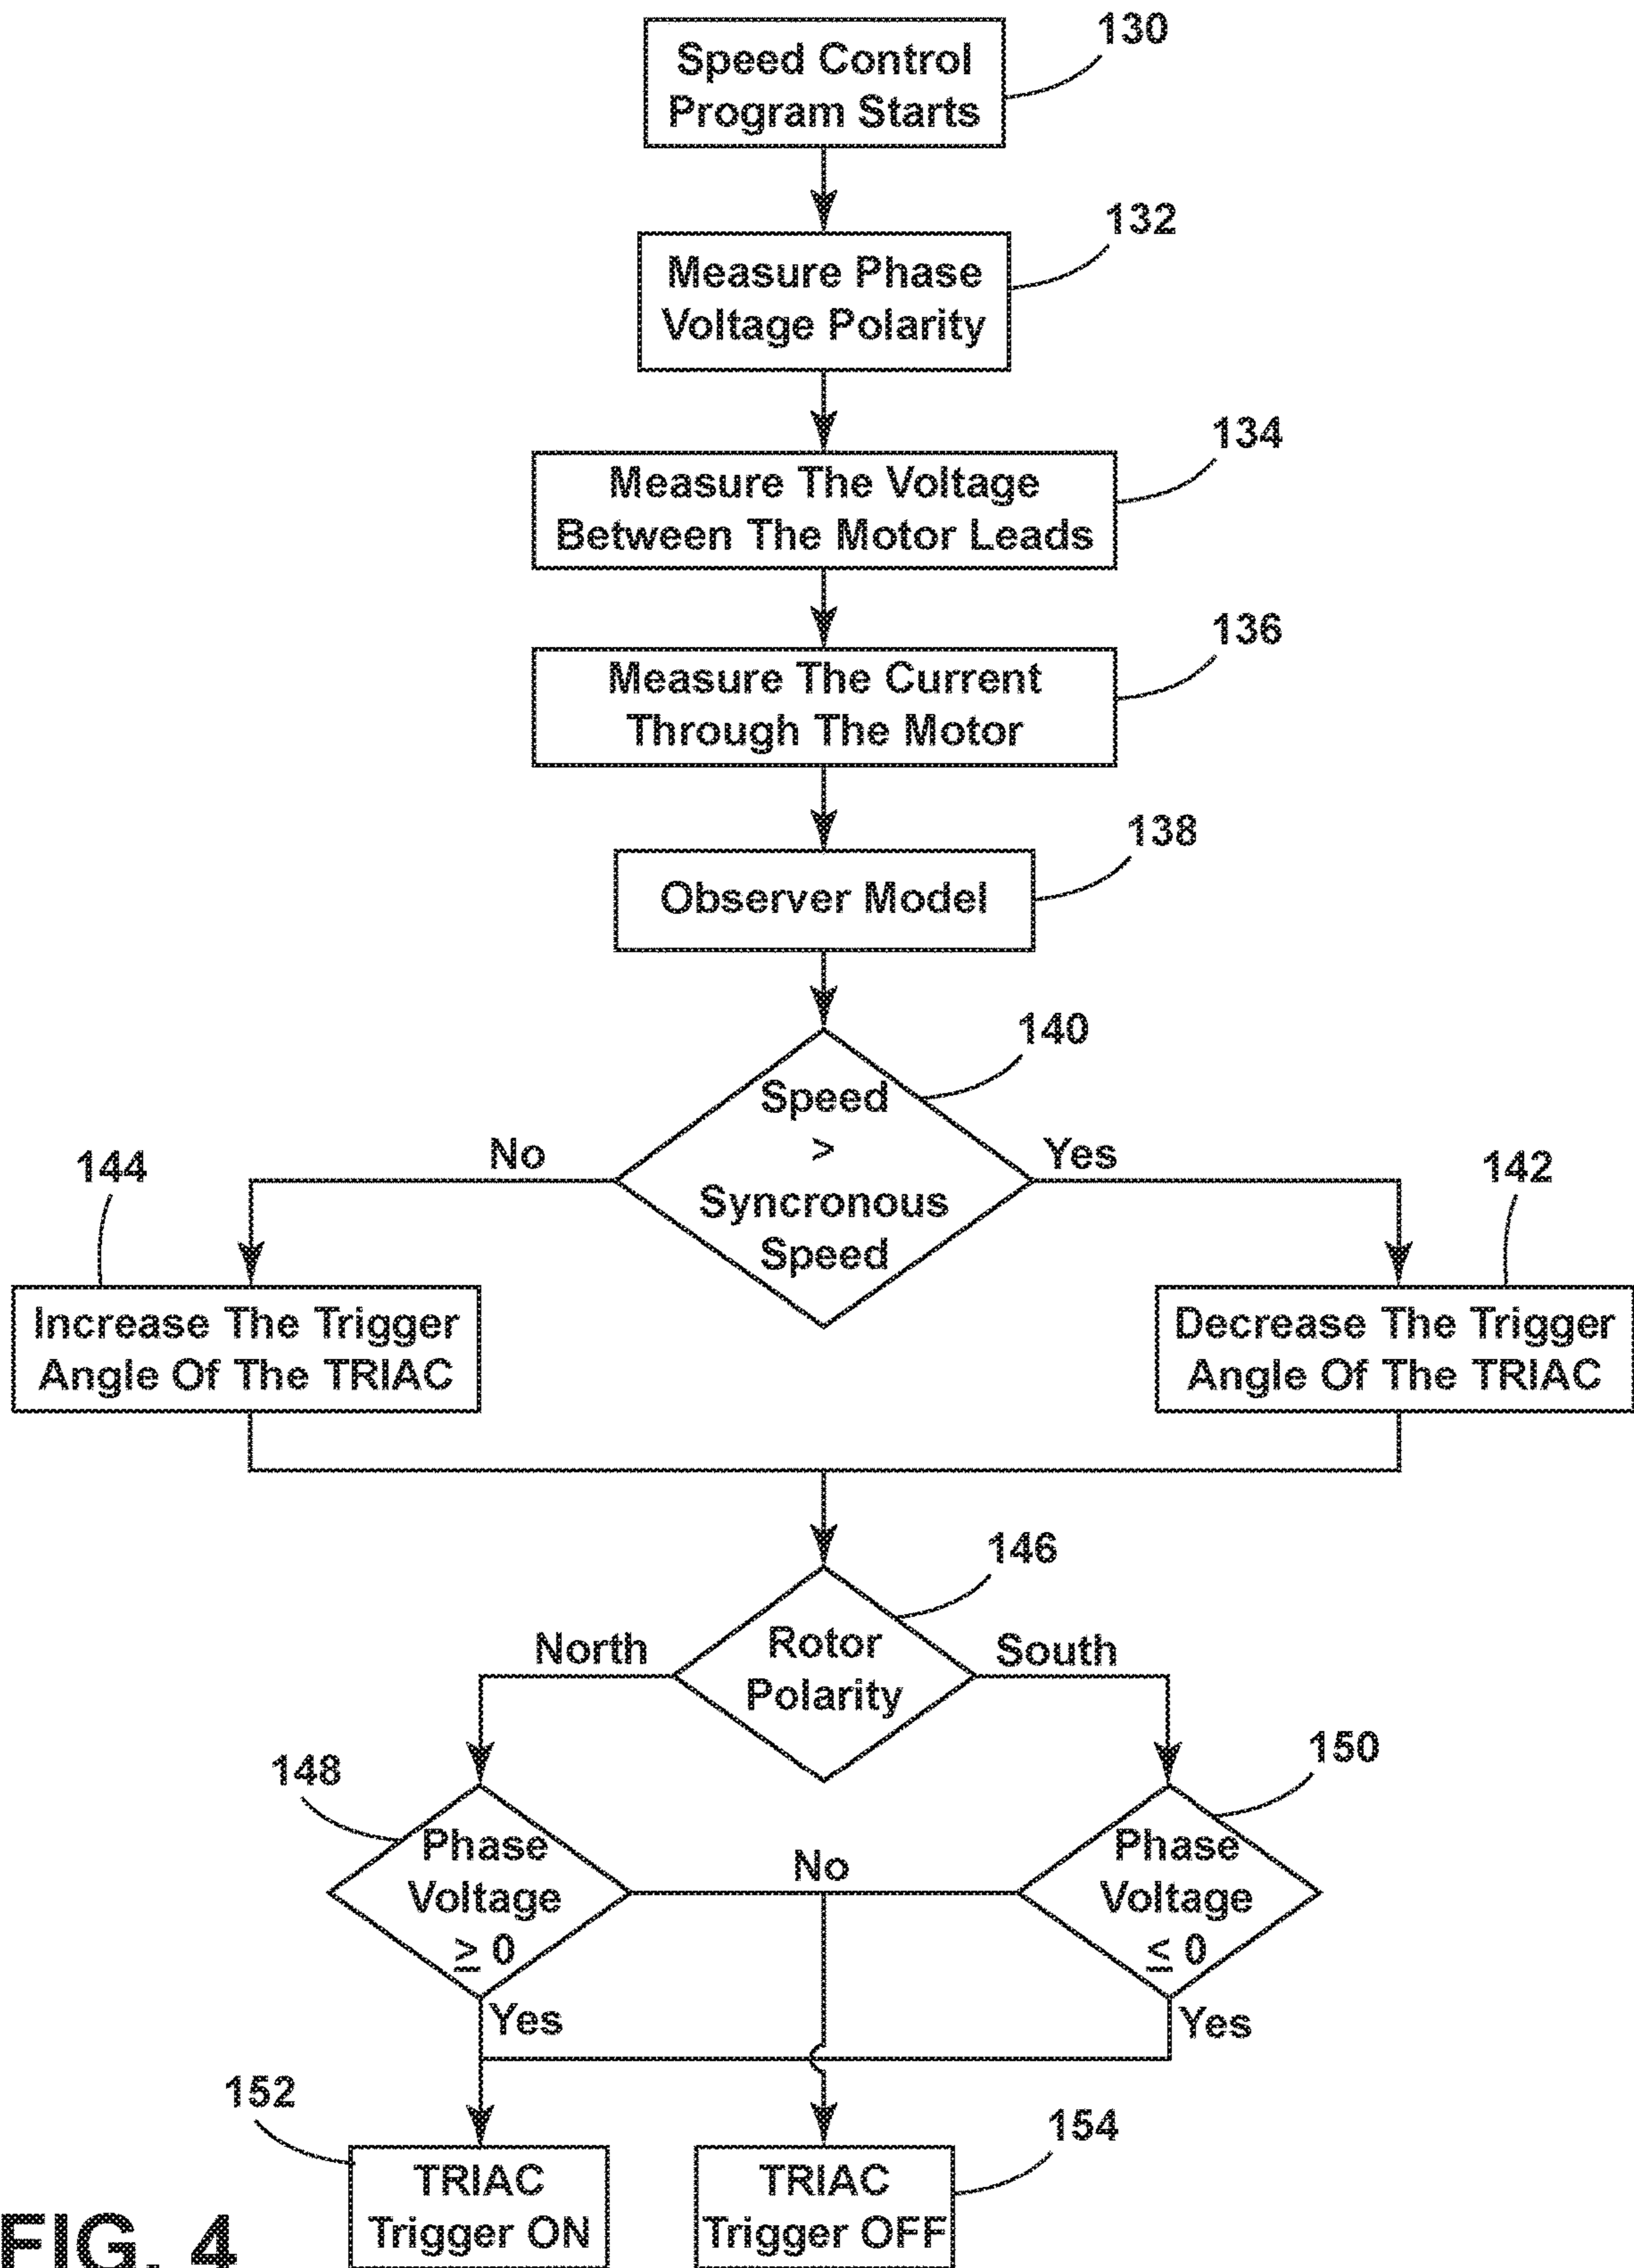 130
Speed Control
Program Starts
132
Measure Phase
Voltage Polarity
134
Measure The Voltage
Between The Motor Leads
136
Measure The Current
Through The Motor
138
Observer Model
140
Speed
>
Syncronous
Speed
No
Yes
144
142
Increase The Trigger
Angle Of The TRIAC
Decrease The Trigger
Angle Of The TRIAC
146
Rotor
Polarity
North
South
148
150
Phase
Voltage
≥ 0
No
Phase
Voltage
≤ 0
Yes
Yes
152
154
TRIAC
Trigger ON
TRIAC
Trigger OFF
FIG. 4